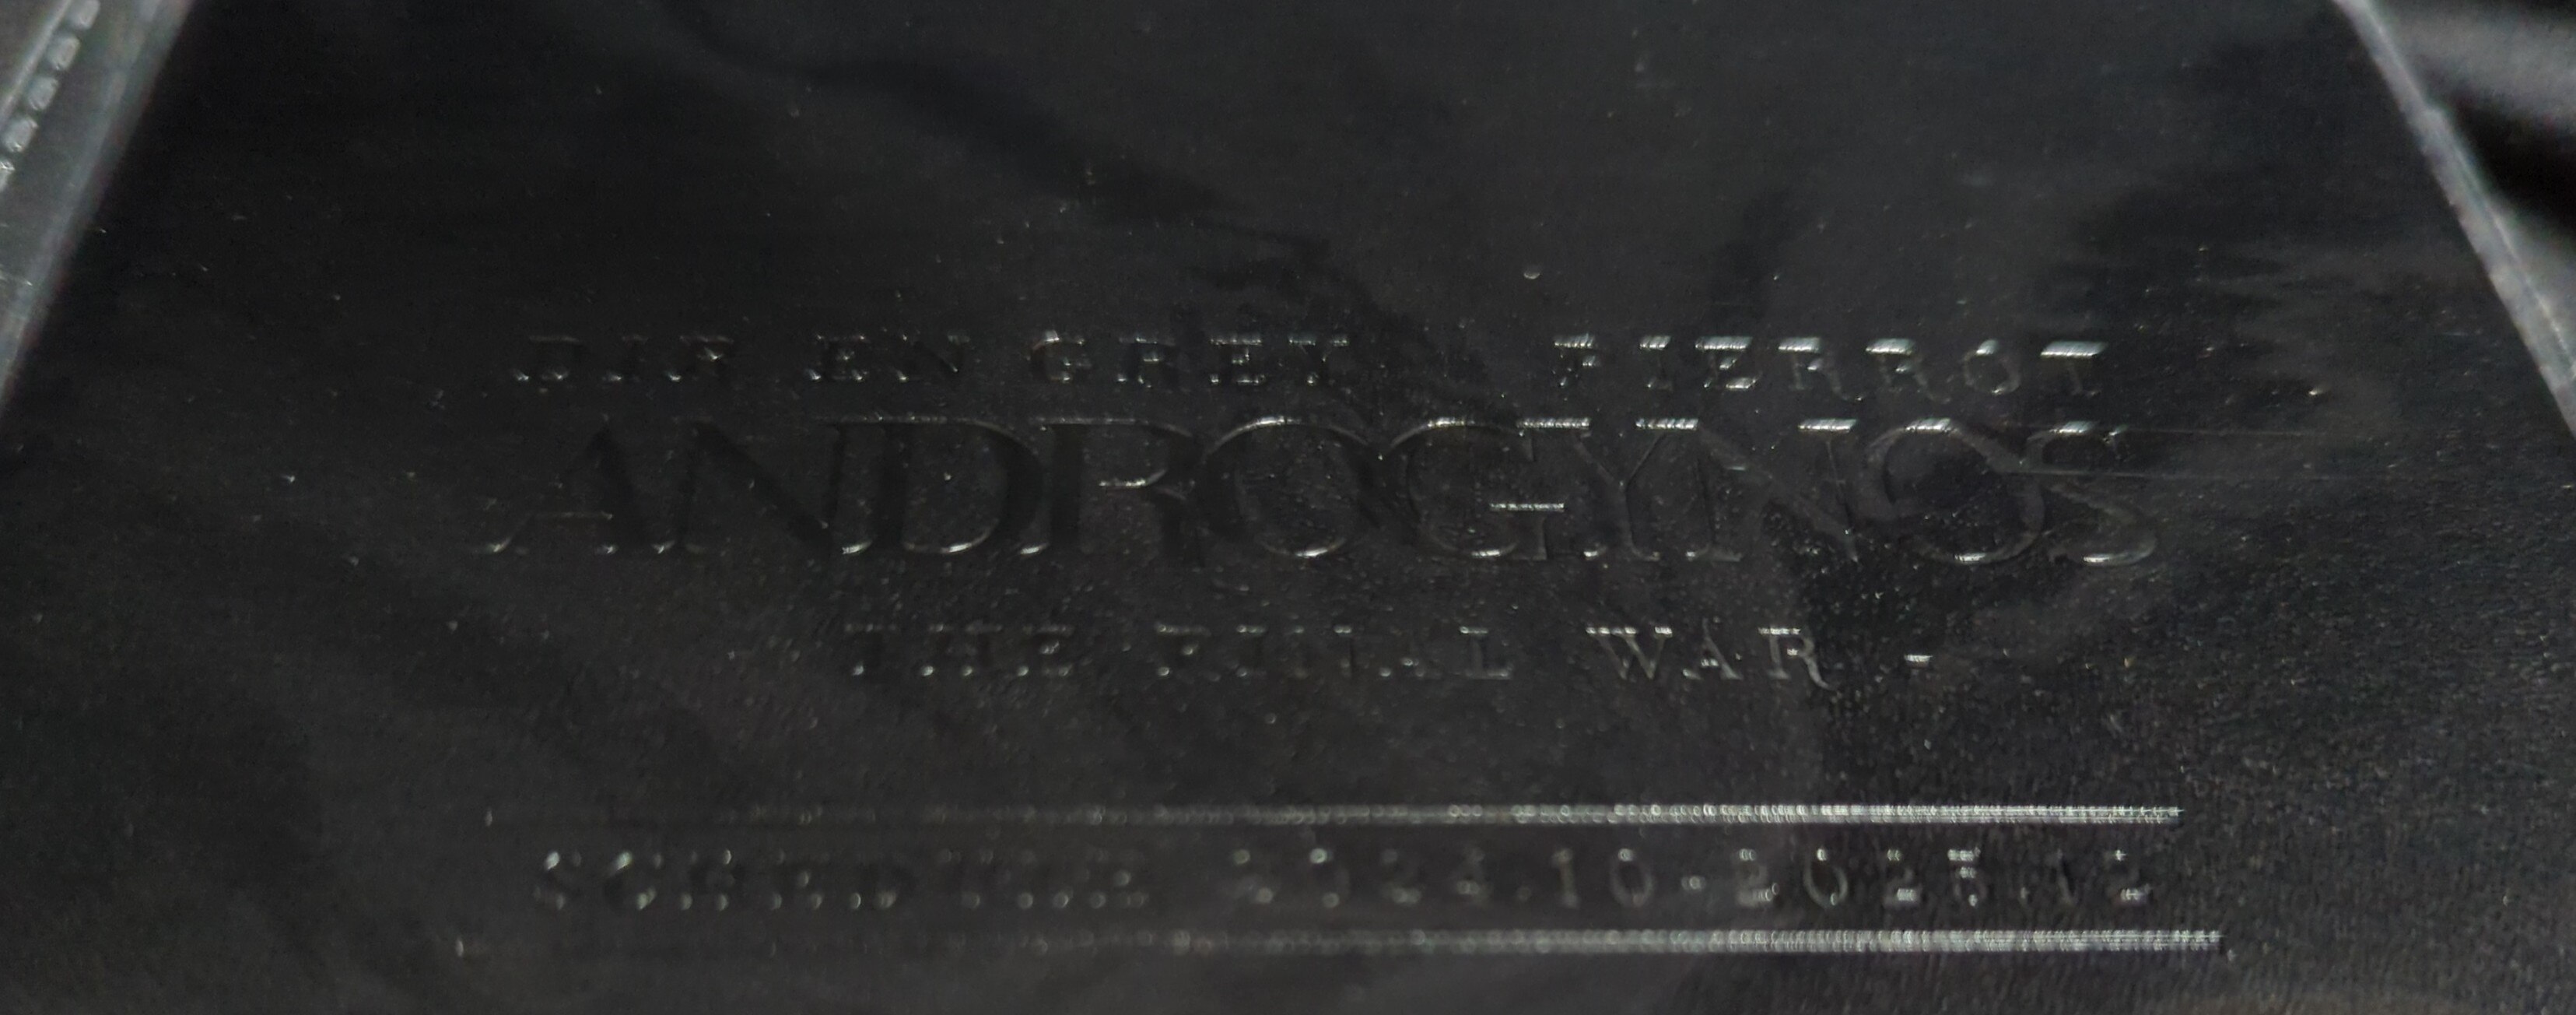 DIR EN GREY | PIERROT
ANDROGYNOS
- THE FINAL WAR -
SCHEDULE 2024.10-2025.12